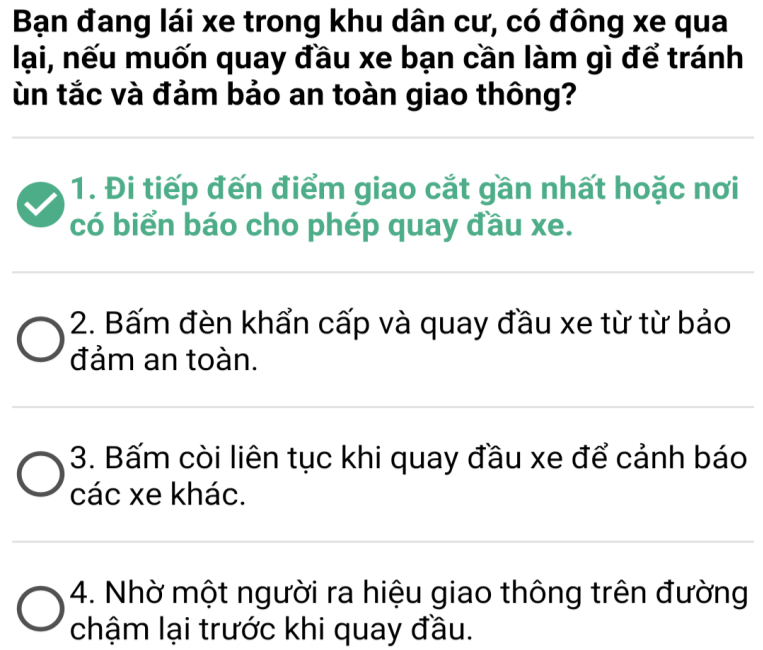 Bạn đang lái xe trong khu dân cư, có đông xe qua
lại, nếu muốn quay đầu xe bạn cần làm gì để tránh
ùn tắc và đảm bảo an toàn giao thông?
1. Đi tiếp đến điểm giao cắt gần nhất hoặc nơi
có biển báo cho phép quay đầu xe.
2. Bấm đèn khẩn cấp và quay đầu xe từ từ bảo
đảm an toàn.
3. Bấm còi liên tục khi quay đầu xe để cảnh báo
các xe khác.
4. Nhờ một người ra hiệu giao thông trên đường
chậm lại trước khi quay đầu.